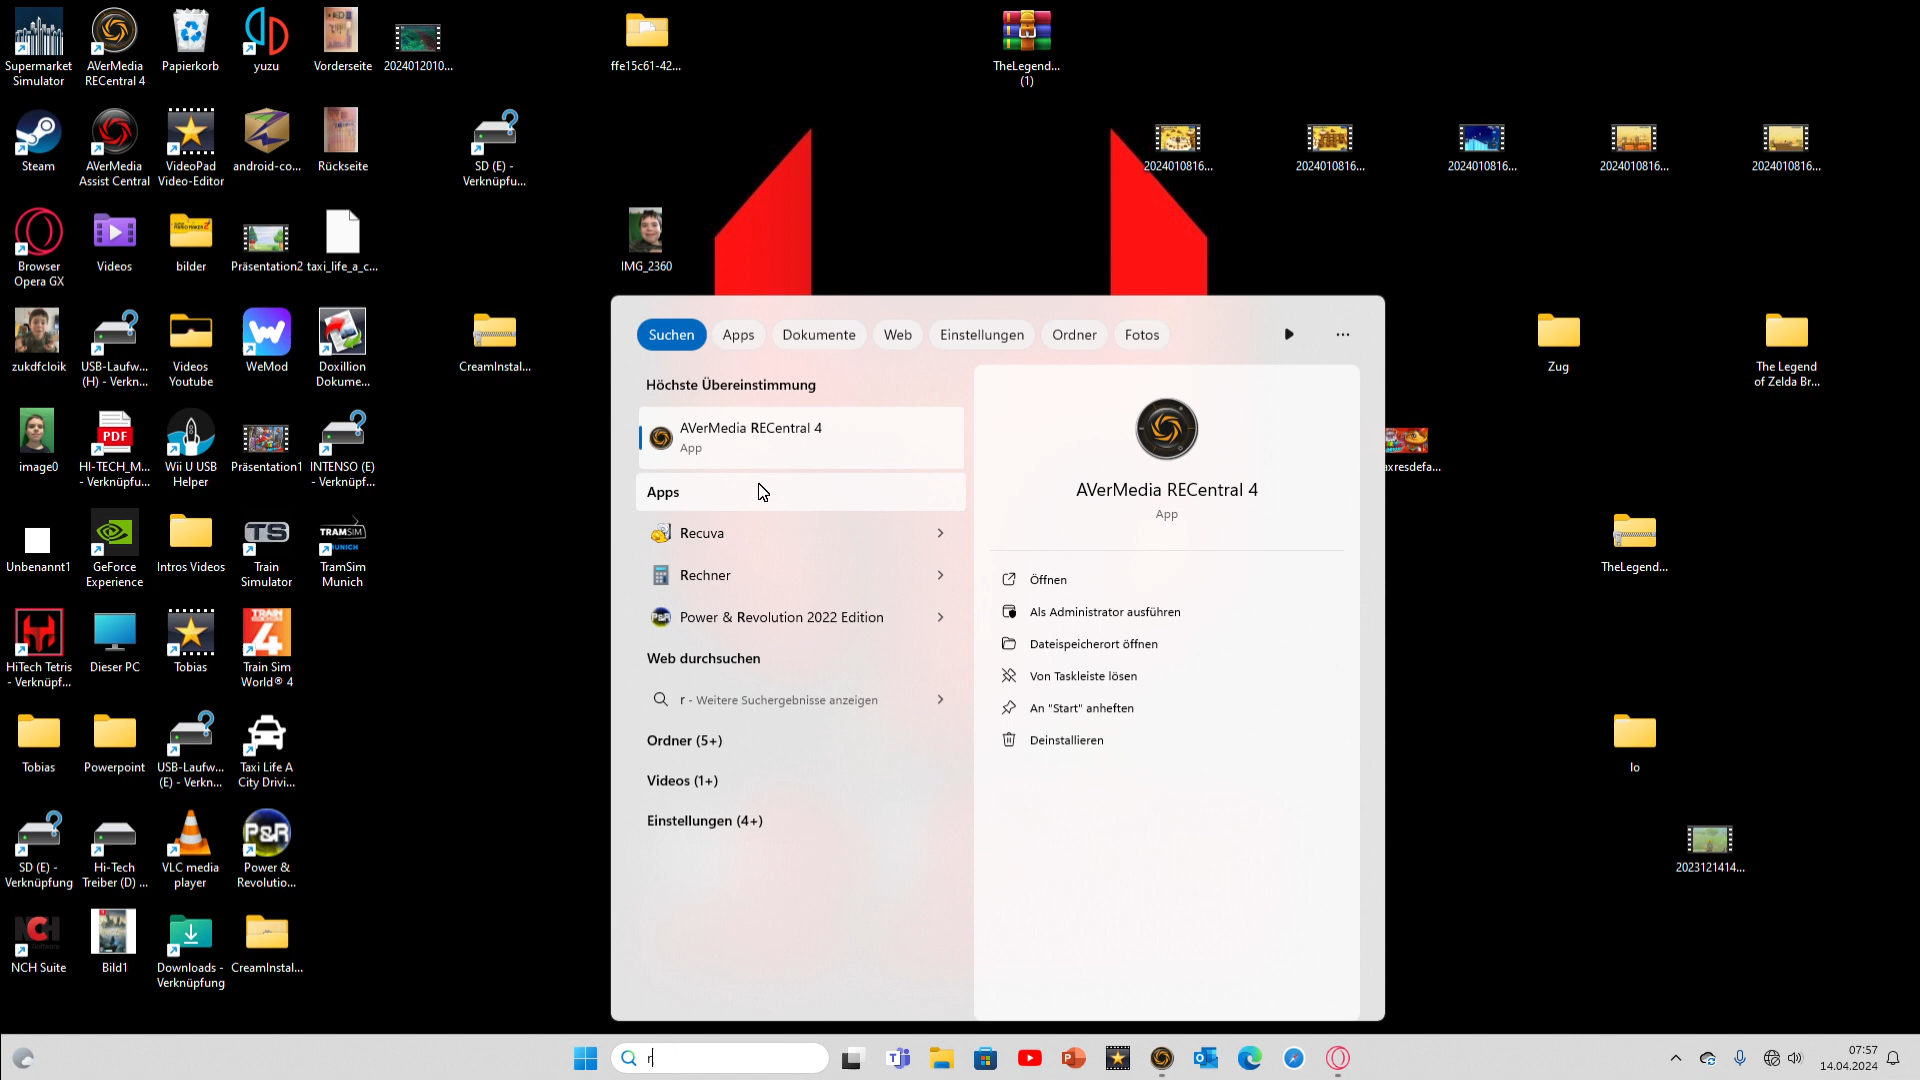 Supermarket
Simulator
AVerMedia
RECentral 4
Papierkorb
yuzu
Vorderseite
2024012010...
ffe15c61-42...
TheLegend...
(1)
Steam
AVerMedia
Assist Central
VideoPad
Video-Editor
android-co...
Rückseite
SD (E) -
Verknüpfu...
2024010816...
2024010816...
2024010816...
2024010816...
2024010816...
Browser
Opera GX
Videos
bilder
Präsentation2
taxi_life_a_c...
IMG_2360
zukdfcloik
USB-Laufw...
(H) - Verkn...
Videos
Youtube
WeMod
Doxillion
Dokume...
CreamInstal...
Zug
The Legend
of Zelda Br...
image0
PDF
HI-TECH_M...
- Verknüpfu...
Wii U USB
Helper
Präsentation1
INTENSO (E)
- Verknüpf...
axresdefa...
Unbenannt1
GeForce
Experience
Intros Videos
TS
Train
Simulator
TRAMSIM
MUNICH
TramSim
Munich
TheLegend...
HiTech Tetris
- Verknüpf...
Dieser PC
Tobias
TRAIN
4
Train Sim
World® 4
Tobias
Powerpoint
USB-Laufw...
(E) - Verkn...
Taxi Life A
City Drivi...
lo
SD (E) -
Verknüpfung
Hi-Tech
Treiber (D) ...
VLC media
player
P&R
Power &
Revolutio...
2023121414...
NCH
NCH Suite
Bild1
Downloads -
Verknüpfung
CreamInstal...
Suchen
Apps
Dokumente
Web
Einstellungen
Ordner
Fotos
Höchste Übereinstimmung
AVerMedia RECentral 4
App
Apps
Recuva
Rechner
Power & Revolution 2022 Edition
Web durchsuchen
r - Weitere Suchergebnisse anzeigen
Ordner (5+)
Videos (1+)
Einstellungen (4+)
AVerMedia RECentral 4
App
Öffnen
Als Administrator ausführen
Dateispeicherort öffnen
Von Taskleiste lösen
An "Start" anheften
Deinstallieren
r
07:57
14.04.2024